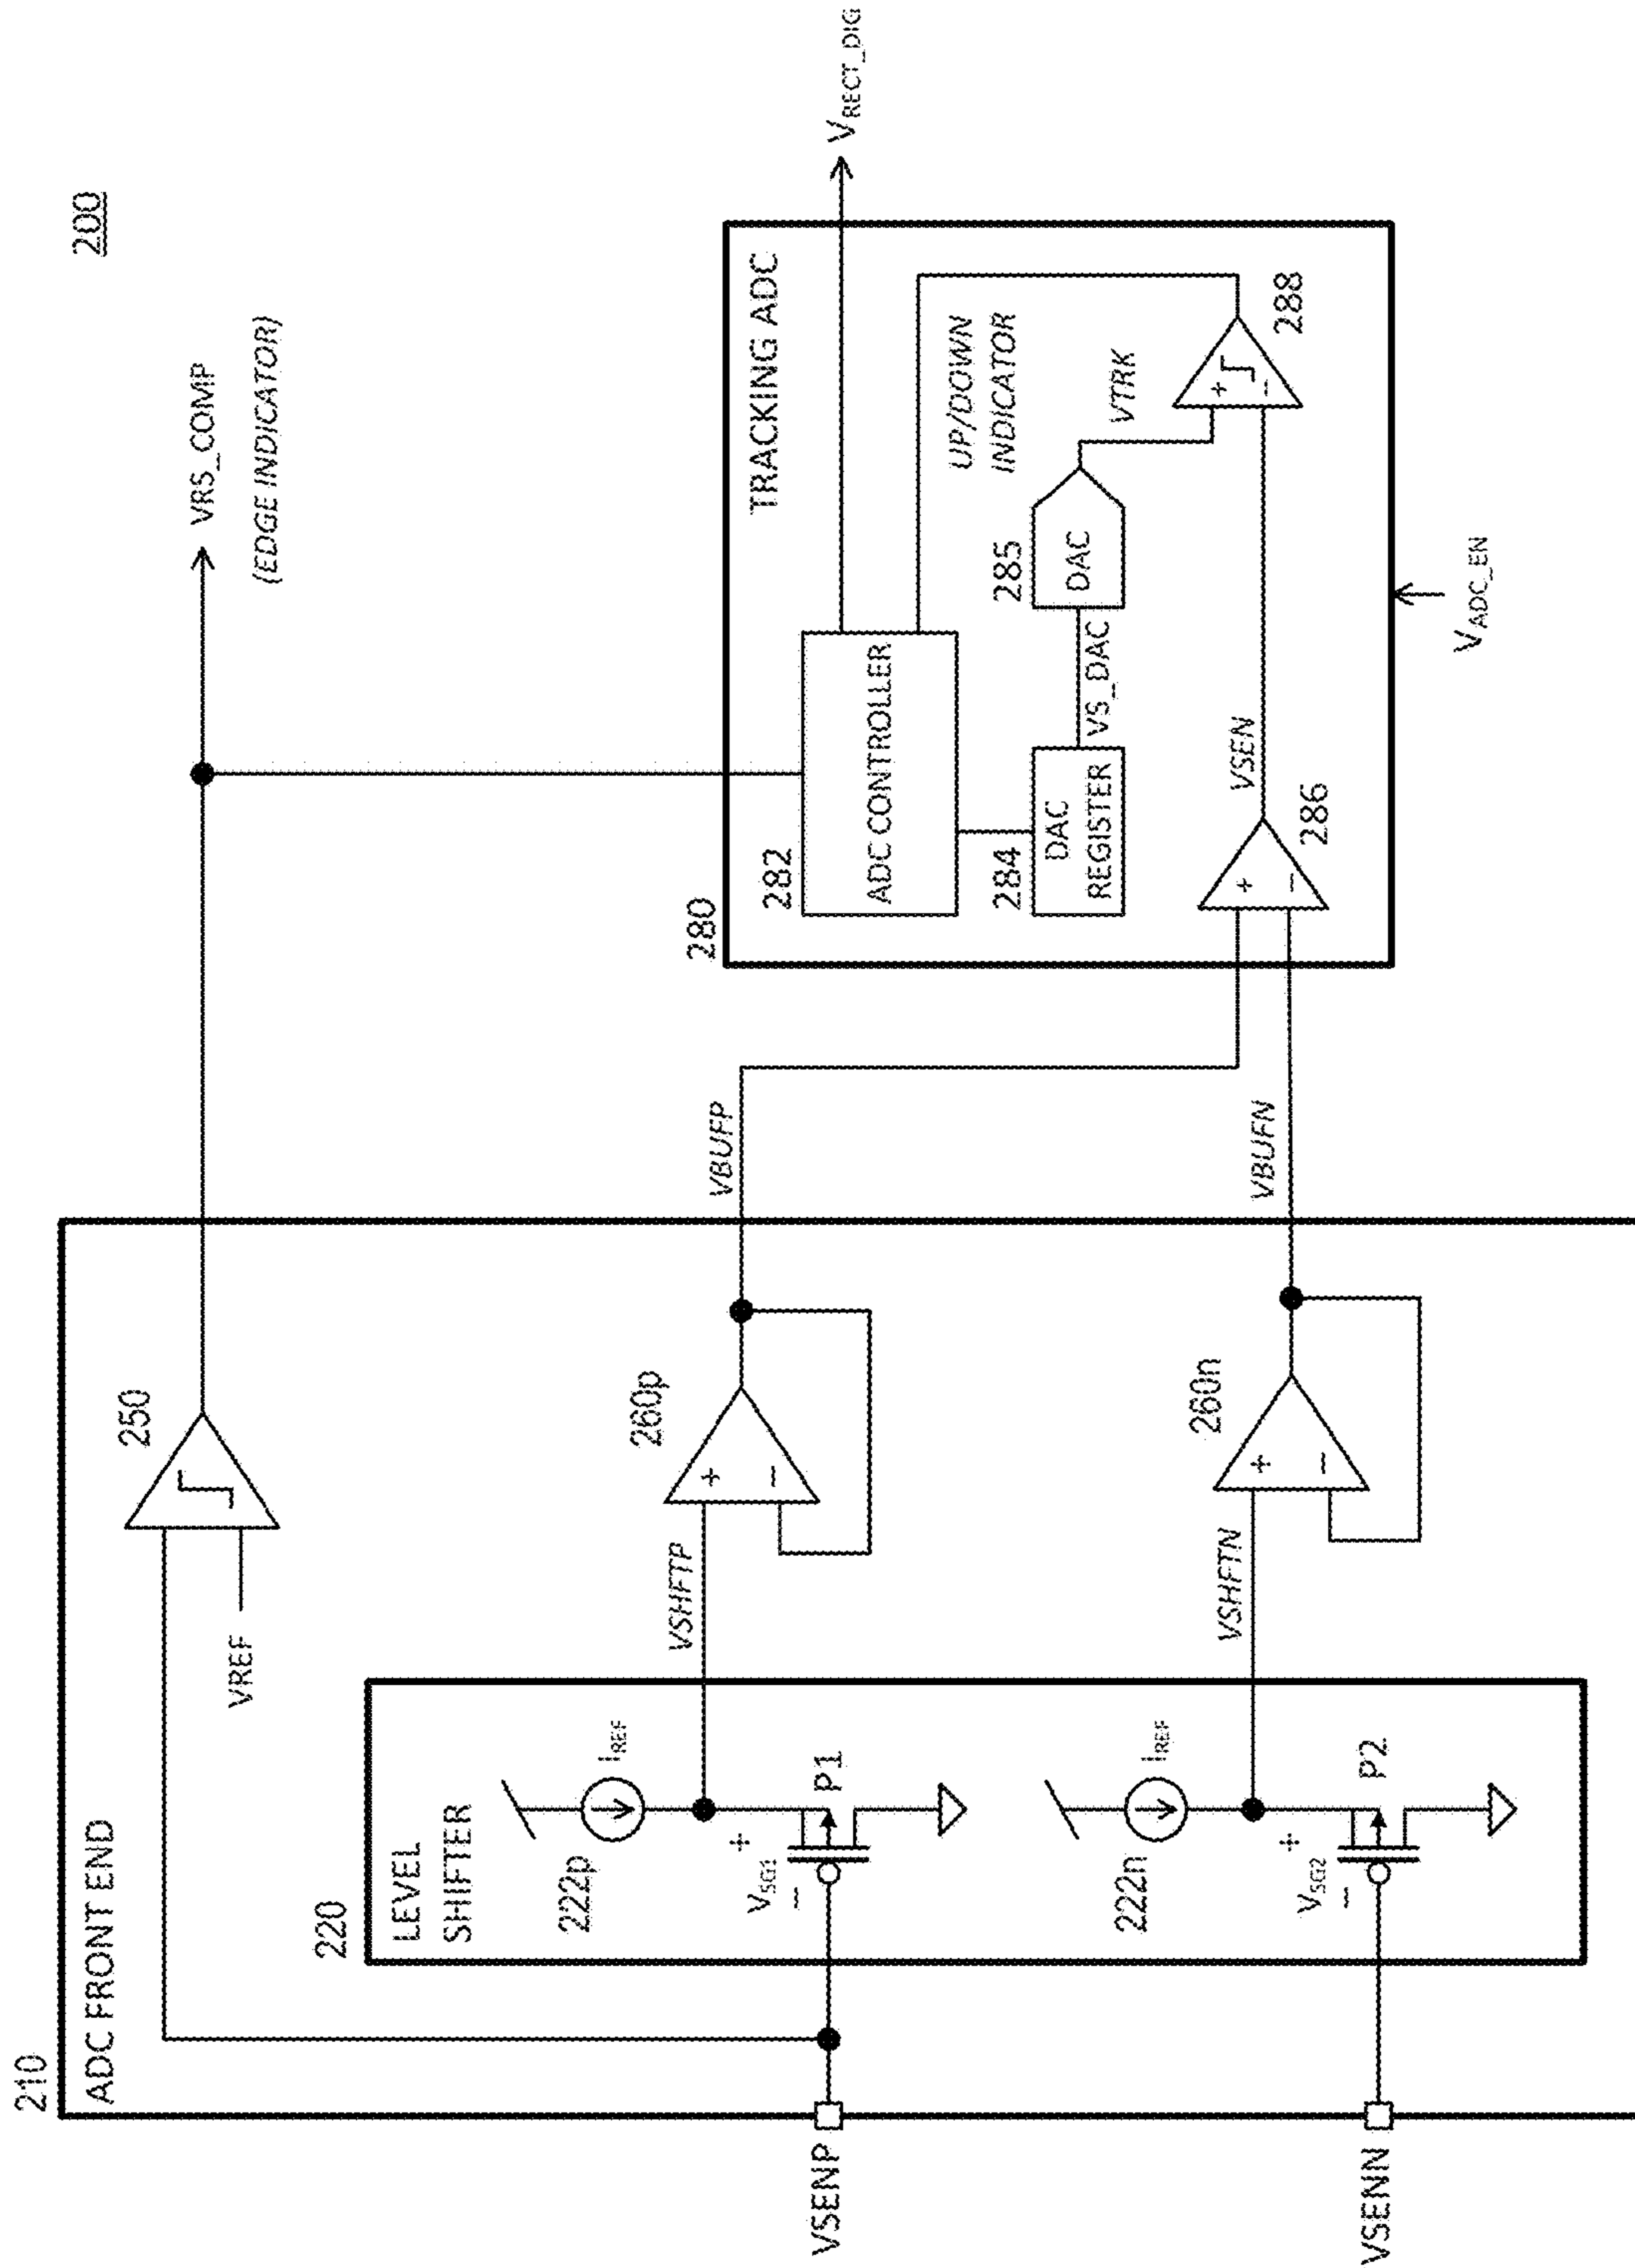 200
210
ADC FRONT END
250
VREF
VRS_COMP
(EDGE INDICATOR)
220
LEVEL
SHIFTER
222p
IREF
VSHFTP
260p
+
−
VBUFP
+
VSG1
−
P1
VSENP
222n
IREF
VSHFTN
260n
+
−
VBUFN
+
VSG2
−
P2
VSENN
280
TRACKING ADC
282
ADC CONTROLLER
VRECT_DIG
284
DAC
REGISTER
VS_DAC
285
DAC
UP/DOWN
INDICATOR
VTRK
+
−
288
+
−
286
VSEN
VADC_EN